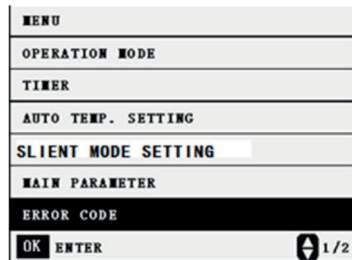 MENU
OPERATION MODE
TIMER
AUTO TEMP. SETTING
SLIENT MODE SETTING
MAIN PARAMETER
ERROR CODE
OK ENTER 1/2